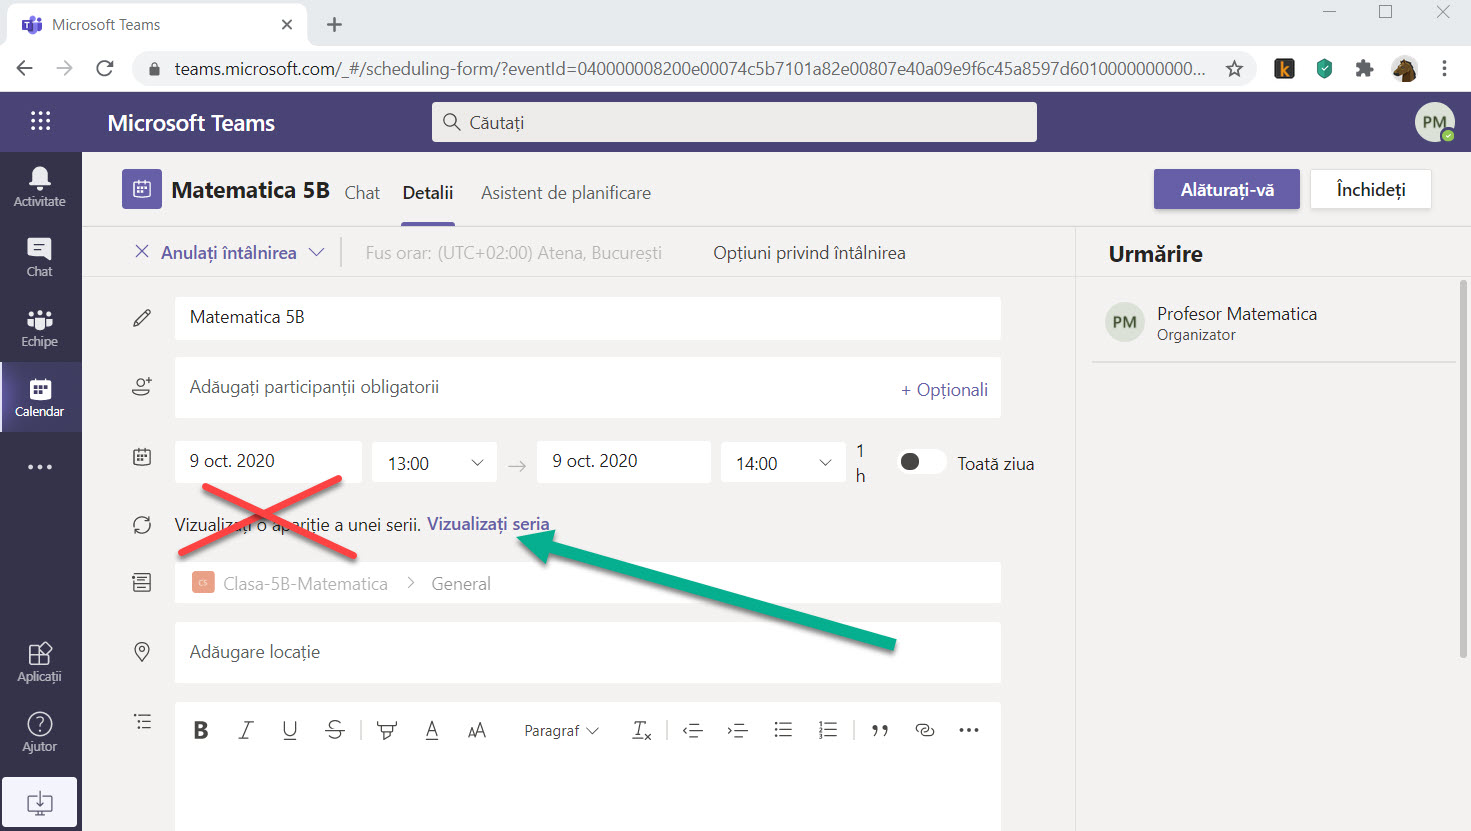 Microsoft Teams
teams.microsoft.com/_#/scheduling-form/?eventId=040000008200e00074c5b7101a82e00807e40a09e9f6c45a8597d6010000000000...
k
Microsoft Teams
Căutați
PM
Activitate
Chat
Echipe
Calendar
Aplicații
Ajutor
Matematica 5B Chat Detalii Asistent de planificare
Alăturați-vă Închideți
Anulați întâlnirea Fus orar: (UTC+02:00) Atena, București Opțiuni privind întâlnirea
Urmărire
Matematica 5B
PM Profesor Matematica
Organizator
Adăugați participanții obligatorii + Opționali
9 oct. 2020 13:00 → 9 oct. 2020 14:00 1 h Toată ziua
Vizualizați o apariție a unei serii. Vizualizați seria
CS Clasa-5B-Matematica > General
Adăugare locație
B I U S A AA Paragraf Tx